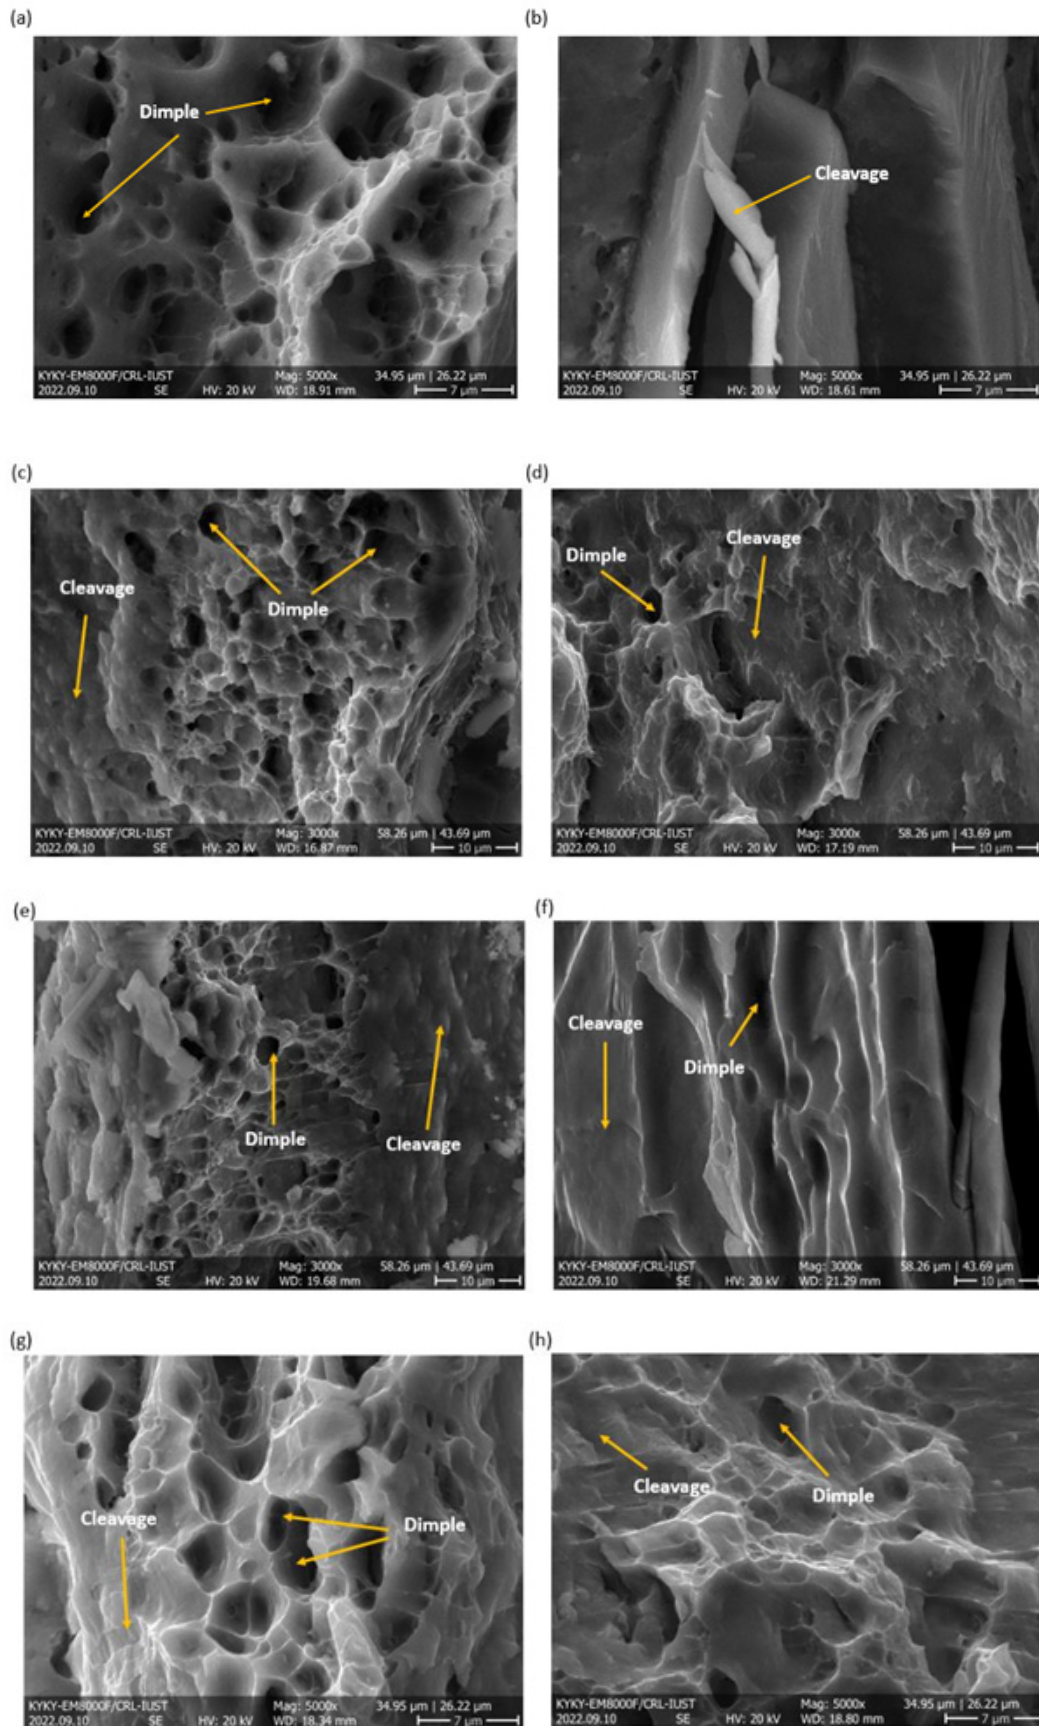 (a)
Dimple
KYKY-EM8000F/CRL-IUST Mag: 5000x 34.95 µm | 26.22 µm
2022.09.10 SE HV: 20 kV WD: 18.91 mm 7 µm
(b)
Cleavage
KYKY-EM8000F/CRL-IUST Mag: 5000x 34.95 µm | 26.22 µm
2022.09.10 SE HV: 20 kV WD: 18.61 mm 7 µm
(c)
Cleavage
Dimple
KYKY-EM8000F/CRL-IUST Mag: 3000x 58.26 µm | 43.69 µm
2022.09.10 SE HV: 20 kV WD: 16.87 mm 10 µm
(d)
Cleavage
Dimple
KYKY-EM8000F/CRL-IUST Mag: 3000x 58.26 µm | 43.69 µm
2022.09.10 SE HV: 20 kV WD: 17.19 mm 10 µm
(e)
Dimple
Cleavage
KYKY-EM8000F/CRL-IUST Mag: 3000x 58.26 µm | 43.69 µm
2022.09.10 SE HV: 20 kV WD: 19.68 mm 10 µm
(f)
Cleavage
Dimple
KYKY-EM8000F/CRL-IUST Mag: 3000x 58.26 µm | 43.69 µm
2022.09.10 SE HV: 20 kV WD: 21.29 mm 10 µm
(g)
Cleavage
Dimple
KYKY-EM8000F/CRL-IUST Mag: 5000x 34.95 µm | 26.22 µm
2022.09.10 SE HV: 20 kV WD: 18.34 mm 7 µm
(h)
Cleavage
Dimple
KYKY-EM8000F/CRL-IUST Mag: 5000x 34.95 µm | 26.22 µm
2022.09.10 SE HV: 20 kV WD: 18.80 mm 7 µm